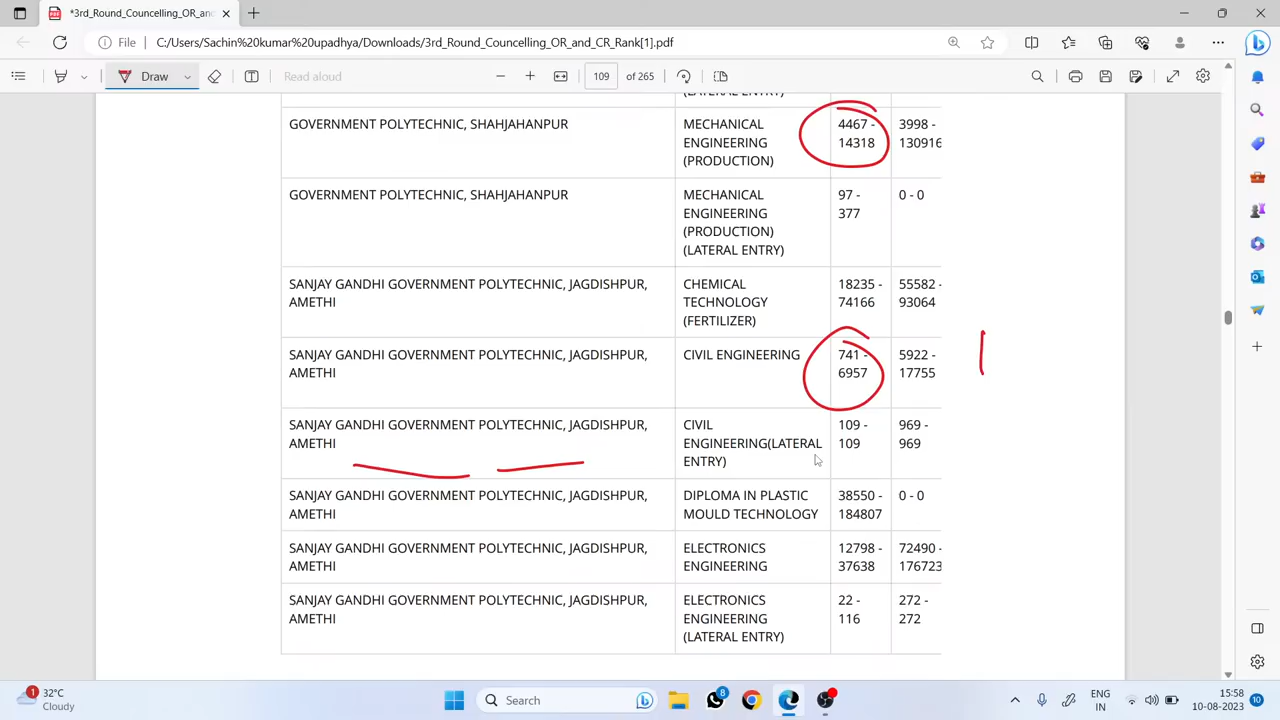 *3rd_Round_Councelling_OR_anc
File
C:/Users/Sachin%20kumar%20upadhya/Downloads/3rd_Round_Councelling_OR_and_CR_Rank[1].pdf
Draw
Read aloud
109 of 265
(LATERAL ENTRY)
GOVERNMENT POLYTECHNIC, SHAHJAHANPUR
MECHANICAL
ENGINEERING
(PRODUCTION)
4467 -
14318
3998 -
130916
GOVERNMENT POLYTECHNIC, SHAHJAHANPUR
MECHANICAL
ENGINEERING
(PRODUCTION)
(LATERAL ENTRY)
97 -
377
0 - 0
SANJAY GANDHI GOVERNMENT POLYTECHNIC, JAGDISHPUR,
AMETHI
CHEMICAL
TECHNOLOGY
(FERTILIZER)
18235 -
74166
55582 -
93064
SANJAY GANDHI GOVERNMENT POLYTECHNIC, JAGDISHPUR,
AMETHI
CIVIL ENGINEERING
741 -
6957
5922 -
17755
SANJAY GANDHI GOVERNMENT POLYTECHNIC, JAGDISHPUR,
AMETHI
CIVIL
ENGINEERING(LATERAL
ENTRY)
109 -
109
969 -
969
SANJAY GANDHI GOVERNMENT POLYTECHNIC, JAGDISHPUR,
AMETHI
DIPLOMA IN PLASTIC
MOULD TECHNOLOGY
38550 -
184807
0 - 0
SANJAY GANDHI GOVERNMENT POLYTECHNIC, JAGDISHPUR,
AMETHI
ELECTRONICS
ENGINEERING
12798 -
37638
72490 -
176723
SANJAY GANDHI GOVERNMENT POLYTECHNIC, JAGDISHPUR,
AMETHI
ELECTRONICS
ENGINEERING
(LATERAL ENTRY)
22 -
116
272 -
272
1
32°C
Cloudy
Search
8
ENG
IN
15:58
10-08-2023
10